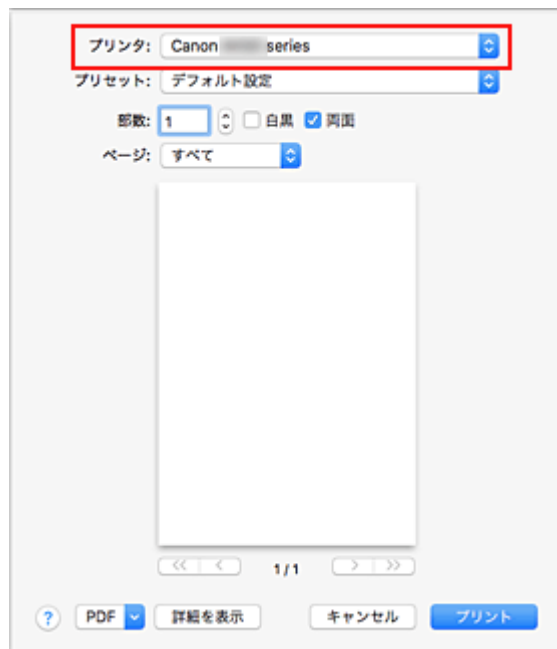 プリンタ: Canon series
プリセット: デフォルト設定
部数: 1 白黒 両面
ページ: すべて
<< < 1 / 1 > >>
? PDF 詳細を表示 キャンセル プリント